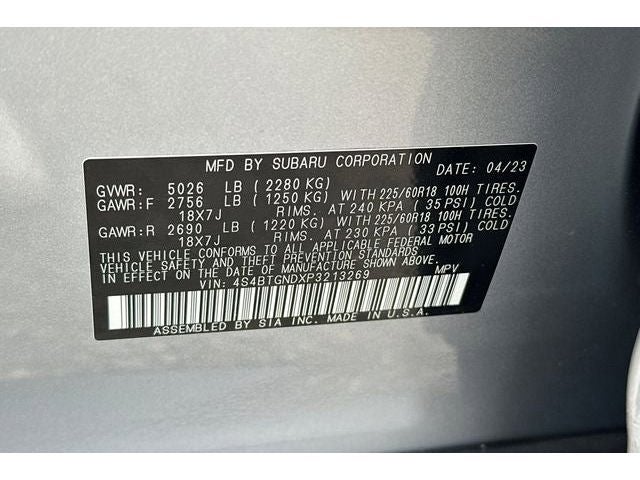 MFD BY SUBARU CORPORATION DATE: 04/23
GVWR: 5026 LB (2280 KG)
GAWR:F 2756 LB (1250 KG) WITH 225/60R18 100H TIRES.
18X7J RIMS. AT 240 KPA (35 PSI) COLD
GAWR:R 2690 LB (1220 KG) WITH 225/60R18 100H TIRES.
18X7J RIMS. AT 230 KPA (33 PSI) COLD
THIS VEHICLE CONFORMS TO ALL APPLICABLE FEDERAL MOTOR
VEHICLE SAFETY, BUMPER, AND THEFT PREVENTION STANDARDS
IN EFFECT ON THE DATE OF MANUFACTURE SHOWN ABOVE.
VIN: 4S4BTGNDXP3213269 MPV
ASSEMBLED BY SIA INC. MADE IN U.S.A.